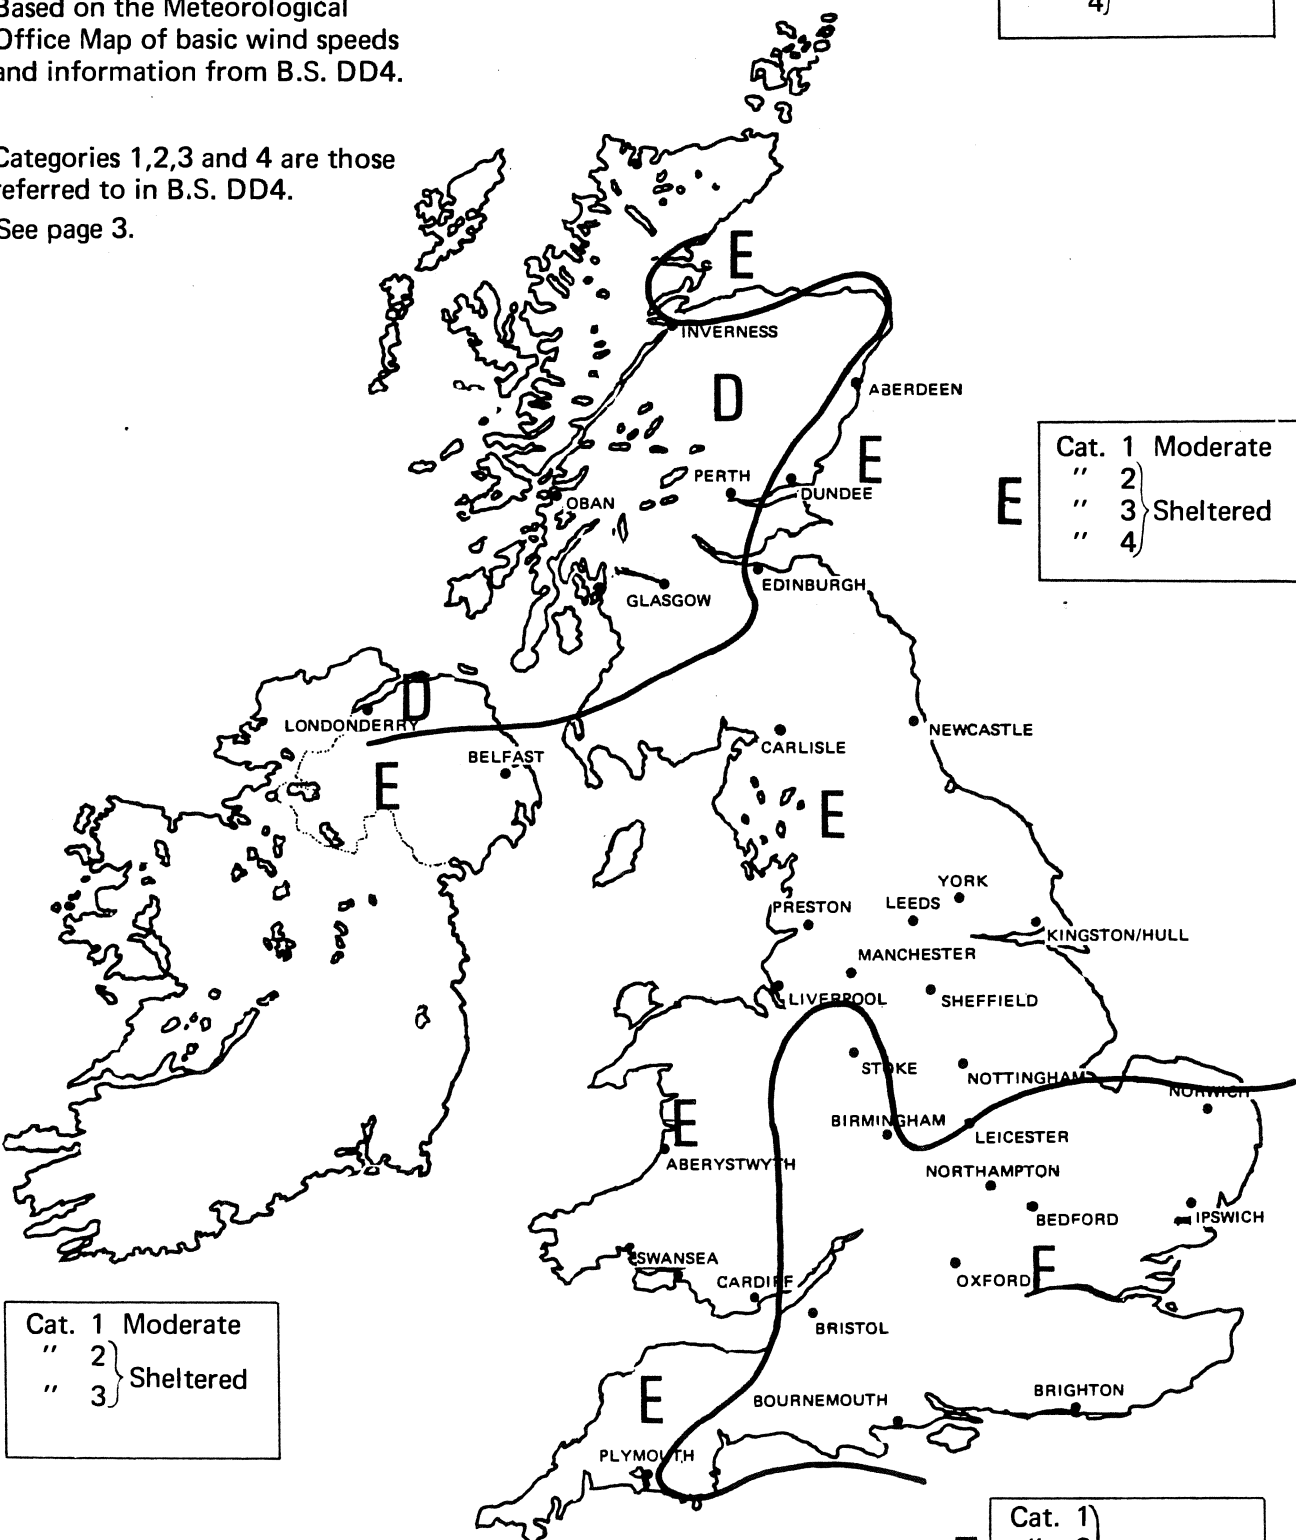 Based on the Meteorological
Office Map of basic wind speeds
and information from B.S. DD4.
4}
Categories 1,2,3 and 4 are those
referred to in B.S. DD4.
See page 3.
E
INVERNESS
D
ABERDEEN
E
PERTH
DUNDEE
OBAN
E
Cat. 1 Moderate
" 2}
" 3} Sheltered
" 4}
EDINBURGH
GLASGOW
D
LONDONDERRY
NEWCASTLE
CARLISLE
BELFAST
E
E
YORK
LEEDS
PRESTON
KINGSTON/HULL
MANCHESTER
LIVERPOOL
SHEFFIELD
STOKE
NOTTINGHAM
NORWICH
E
BIRMINGHAM
LEICESTER
ABERYSTWYTH
NORTHAMPTON
BEDFORD
IPSWICH
SWANSEA
CARDIFF
OXFORD
F
BRISTOL
Cat. 1 Moderate
" 2}
" 3} Sheltered
E
BOURNEMOUTH
BRIGHTON
PLYMOUTH
Cat. 1}